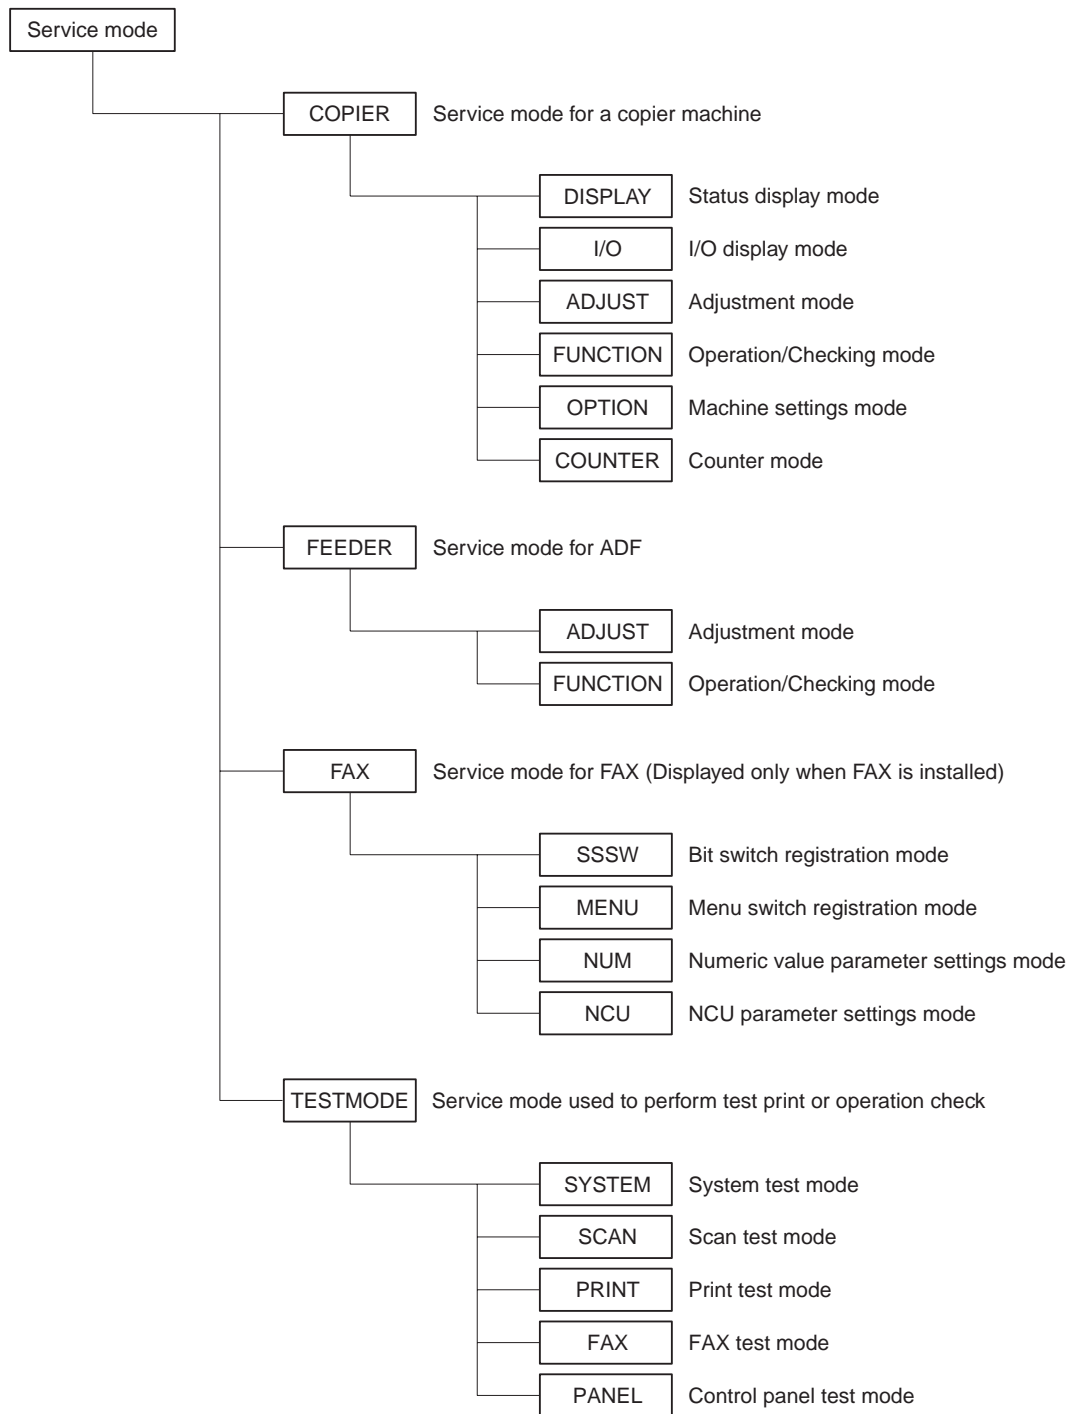 Service mode
COPIER Service mode for a copier machine
DISPLAY Status display mode
I/O I/O display mode
ADJUST Adjustment mode
FUNCTION Operation/Checking mode
OPTION Machine settings mode
COUNTER Counter mode
FEEDER Service mode for ADF
ADJUST Adjustment mode
FUNCTION Operation/Checking mode
FAX Service mode for FAX (Displayed only when FAX is installed)
SSSW Bit switch registration mode
MENU Menu switch registration mode
NUM Numeric value parameter settings mode
NCU NCU parameter settings mode
TESTMODE Service mode used to perform test print or operation check
SYSTEM System test mode
SCAN Scan test mode
PRINT Print test mode
FAX FAX test mode
PANEL Control panel test mode